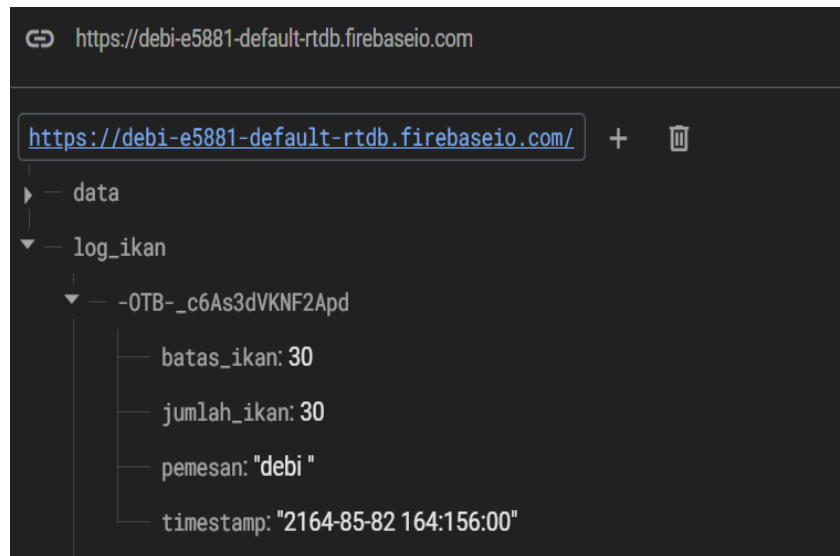 https://debi-e5881-default-rtdb.firebaseio.com
https://debi-e5881-default-rtdb.firebaseio.com/
data
log_ikan
-OTB-_c6As3dVKNF2Apd
batas_ikan: 30
jumlah_ikan: 30
pemesan: "debi "
timestamp: "2164-85-82 164:156:00"